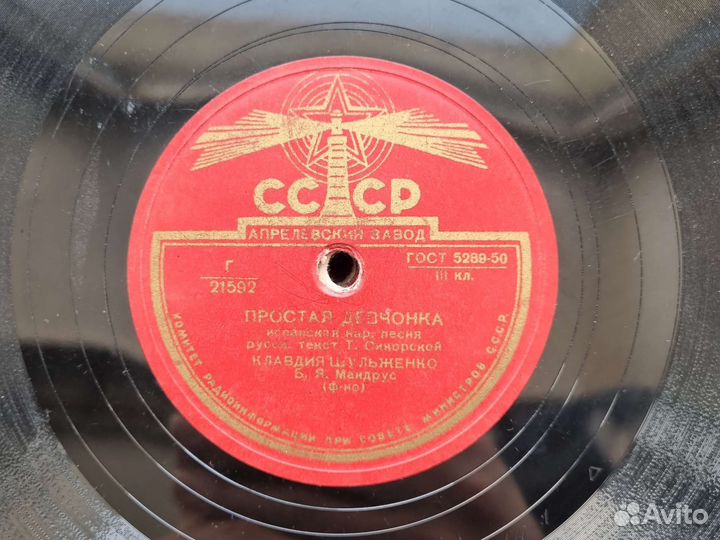 СССР
АПРЕЛЕВСКИЙ ЗАВОД
Г
21592
ГОСТ 5289-50
III кл.
ПРОСТАЯ ДЕВЧОНКА
испанская нар. песня
русск. текст Т. Сикорской
КЛАВДИЯ ШУЛЬЖЕНКО
Б. Я. Мандрус
(ф-но)
КОМИТЕТ РАДИОИНФОРМАЦИИ ПРИ СОВЕТЕ МИНИСТРОВ СССР
Avito